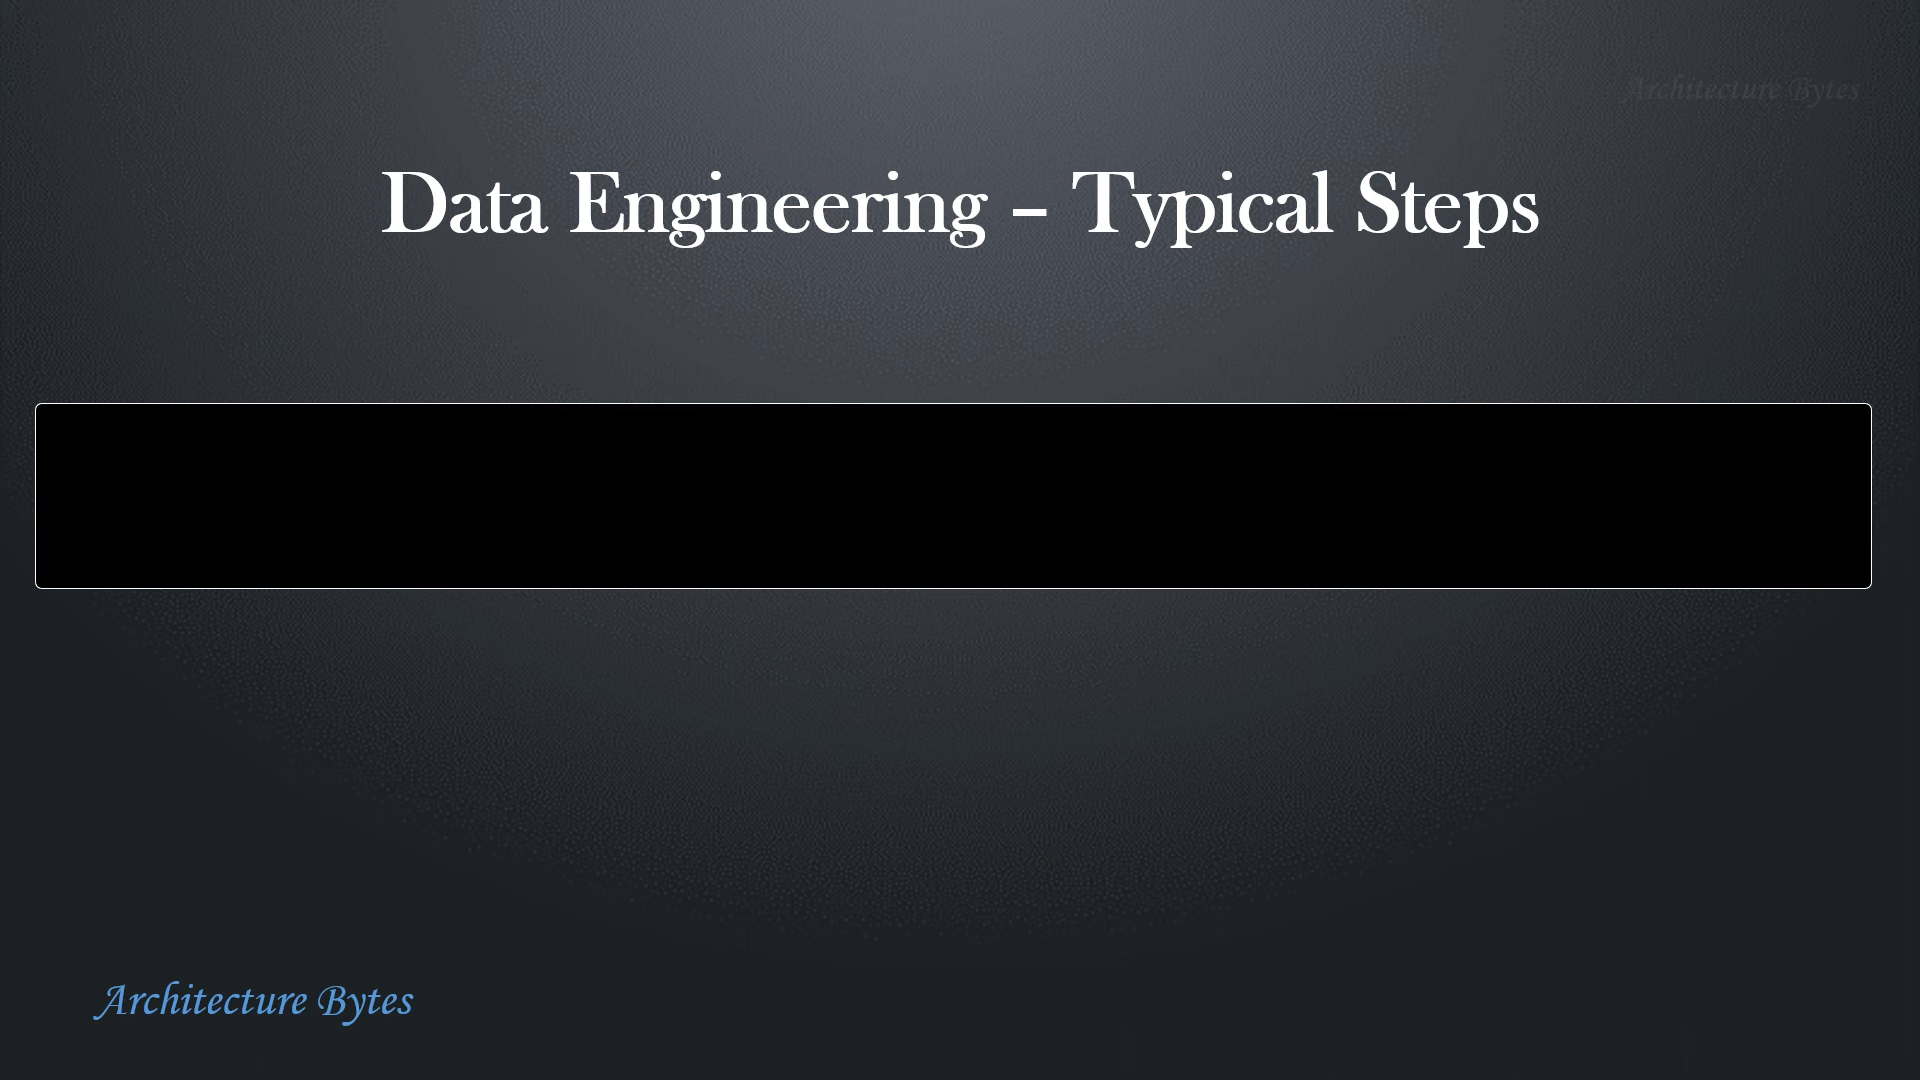 Architecture Bytes
Data Engineering – Typical Steps
Architecture Bytes